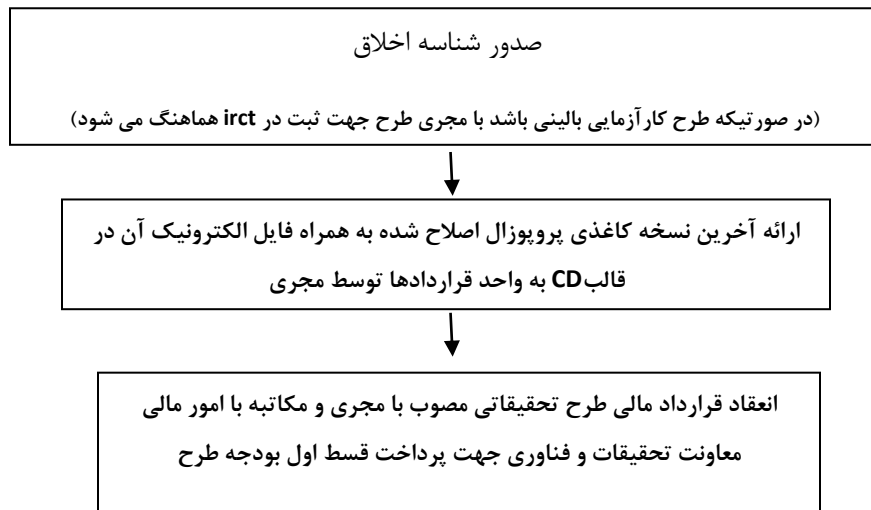 صدور شناسه اخلاق
(در صورتیکه طرح کارآزمایی بالینی باشد با مجری طرح جهت ثبت در irct هماهنگ می شود)
ارائه آخرین نسخه کاغذی پروپوزال اصلاح شده به همراه فایل الکترونیک آن در
قالب CD به واحد قراردادها توسط مجری
انعقاد قرارداد مالی طرح تحقیقاتی مصوب با مجری و مکاتبه با امور مالی
معاونت تحقیقات و فناوری جهت پرداخت قسط اول بودجه طرح